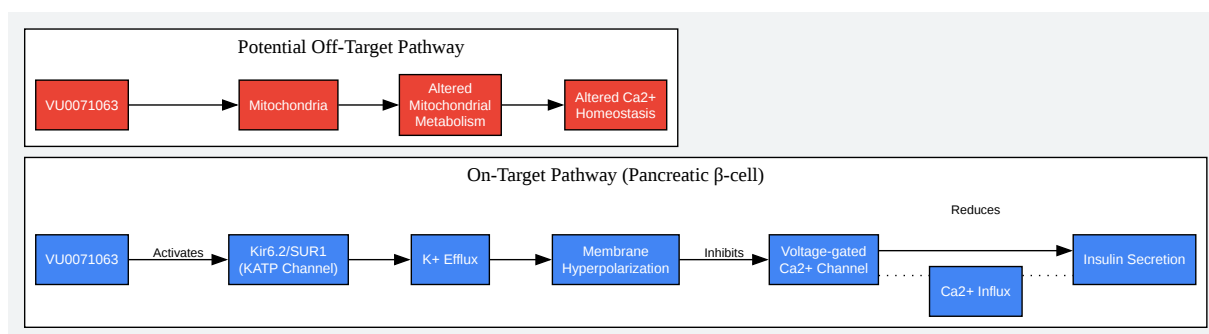 Potential Off-Target Pathway
VU0071063
Mitochondria
Altered
Mitochondrial
Metabolism
Altered Ca2+
Homeostasis
On-Target Pathway (Pancreatic β-cell)
VU0071063
Activates
Kir6.2/SUR1
(KATP Channel)
K+ Efflux
Membrane
Hyperpolarization
Inhibits
Voltage-gated
Ca2+ Channel
Reduces
Ca2+ Influx
Insulin Secretion